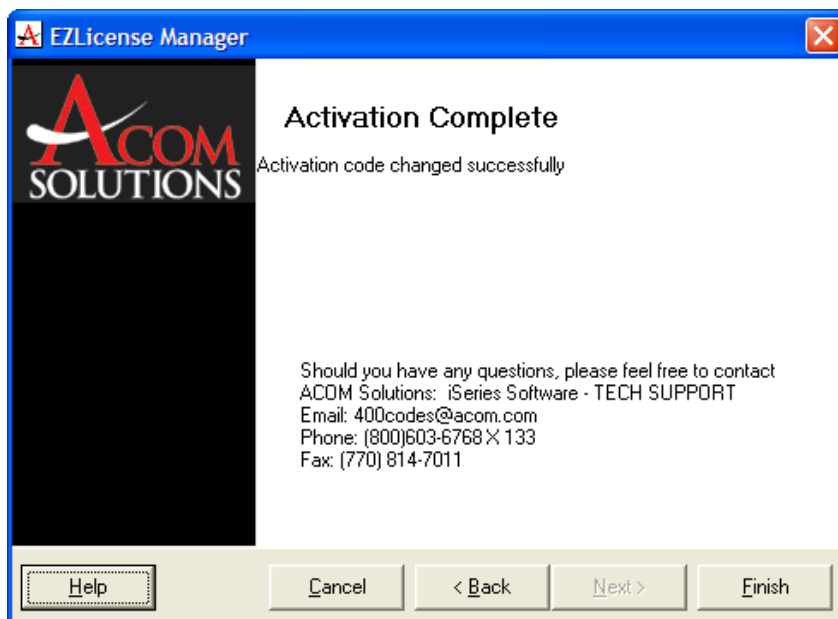 EZLicense Manager
ACOM
SOLUTIONS
Activation Complete
Activation code changed successfully
Should you have any questions, please feel free to contact
ACOM Solutions:  iSeries Software - TECH SUPPORT
Email: 400codes@acom.com
Phone: (800)603-6768 X 133
Fax: (770) 814-7011
Help
Cancel
< Back
Next >
Finish